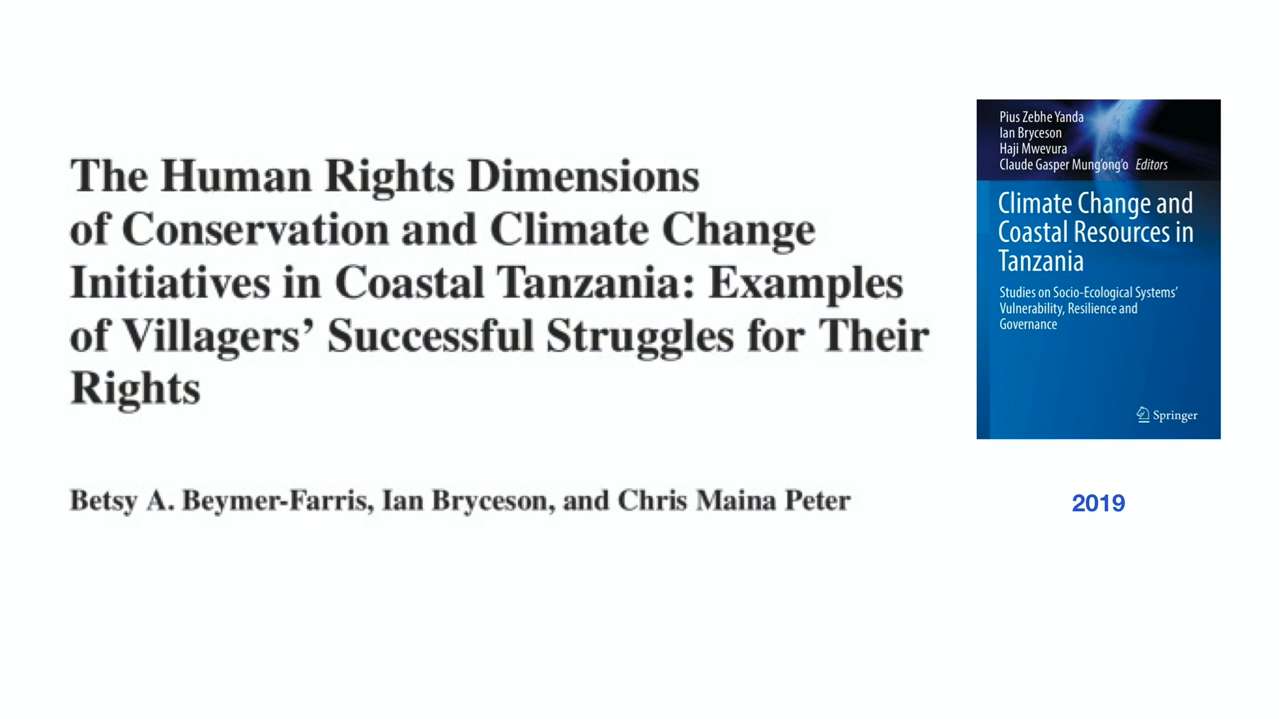 The Human Rights Dimensions
of Conservation and Climate Change
Initiatives in Coastal Tanzania: Examples
of Villagers’ Successful Struggles for Their
Rights
Betsy A. Beymer-Farris, Ian Bryceson, and Chris Maina Peter
Pius Zebhe Yanda
Ian Bryceson
Haji Mwevura
Claude Gasper Mung’ong’o Editors
Climate Change and
Coastal Resources in
Tanzania
Studies on Socio-Ecological Systems’
Vulnerability, Resilience and
Governance
Springer
2019